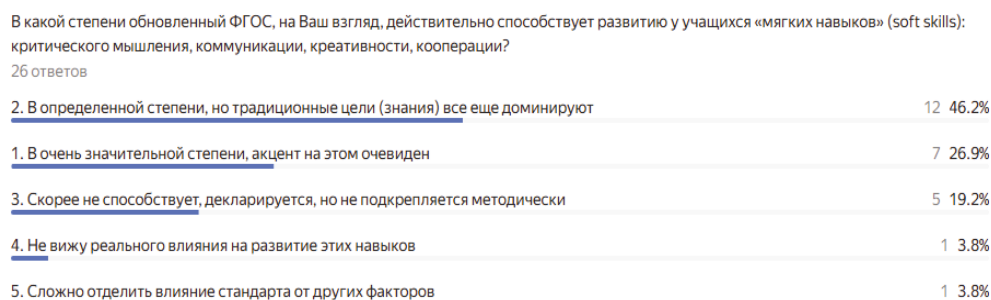 В какой степени обновленный ФГОС, на Ваш взгляд, действительно способствует развитию у учащихся «мягких навыков» (soft skills):
критического мышления, коммуникации, креативности, кооперации?
26 ответов
2. В определенной степени, но традиционные цели (знания) все еще доминируют 12 46.2%
1. В очень значительной степени, акцент на этом очевиден 7 26.9%
3. Скорее не способствует, декларируется, но не подкрепляется методически 5 19.2%
4. Не вижу реального влияния на развитие этих навыков 1 3.8%
5. Сложно отделить влияние стандарта от других факторов 1 3.8%